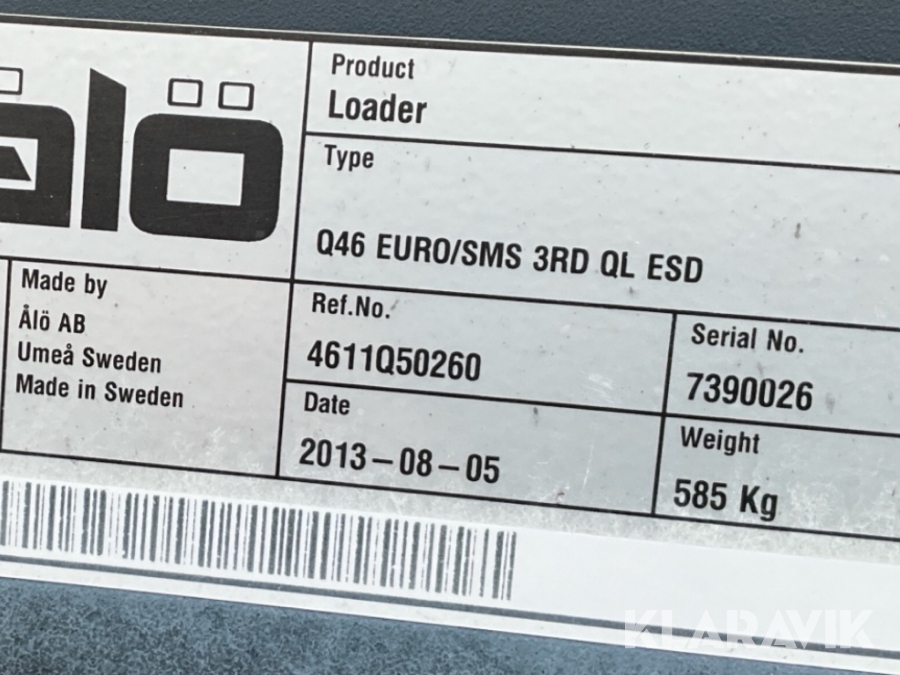 ålö
Product
Loader
Type
Q46 EURO/SMS 3RD QL ESD
Made by
Ålö AB
Umeå Sweden
Made in Sweden
Ref.No.
4611Q50260
Serial No.
7390026
Date
2013-08-05
Weight
585 Kg
KLARAVIK